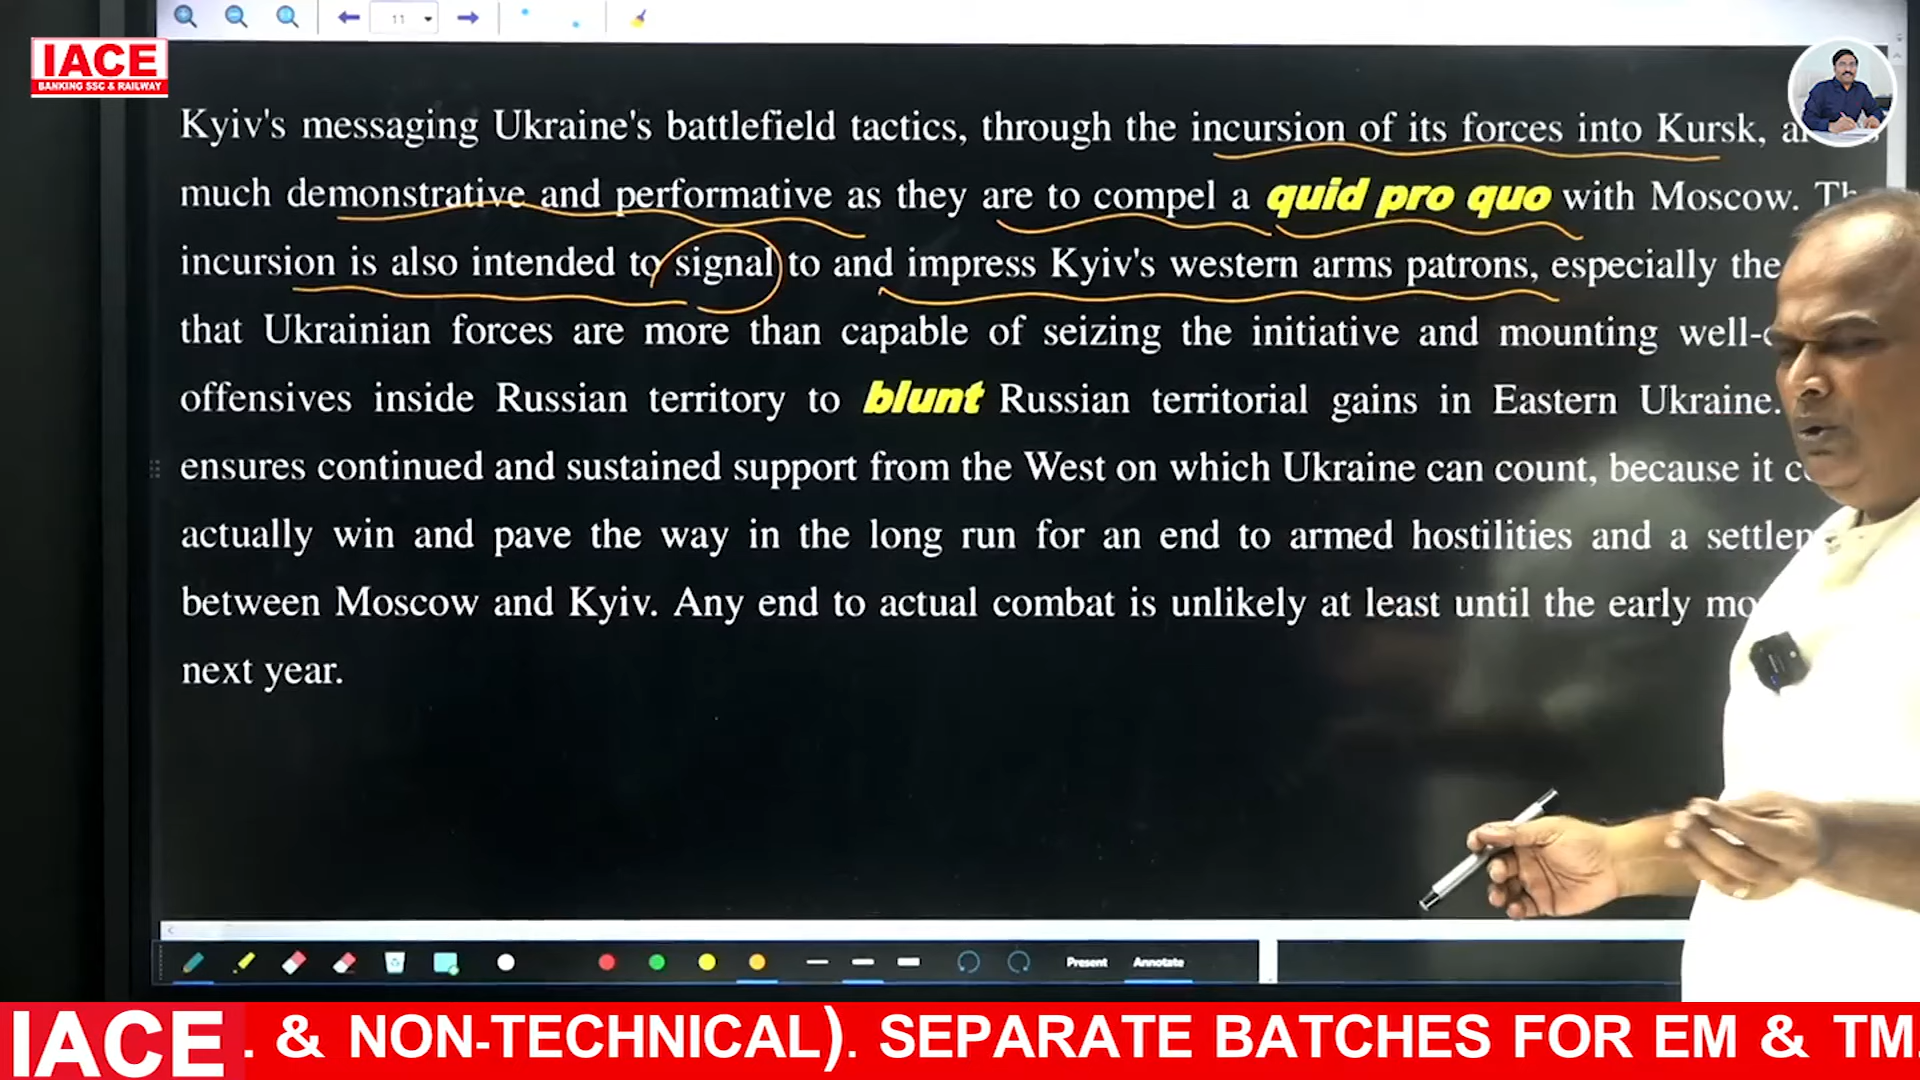 11
IACE
BANKING SSC & RAILWAY
Kyiv's messaging Ukraine's battlefield tactics, through the incursion of its forces into Kursk,
much demonstrative and performative as they are to compel a quid pro quo with Moscow.
incursion is also intended to signal to and impress Kyiv's western arms patrons, especially the
that Ukrainian forces are more than capable of seizing the initiative and mounting
offensives inside Russian territory to blunt Russian territorial gains in Eastern Ukraine.
ensures continued and sustained support from the West on which Ukraine can count, because it
actually win and pave the way in the long run for an end to armed hostilities and a
between Moscow and Kyiv. Any end to actual combat is unlikely at least until the early
next year.
Present Annotate
IACE . & NON-TECHNICAL). SEPARATE BATCHES FOR EM & TM.